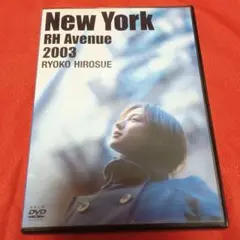 New York
RH Avenue
2003
RYOKO HIROSUE
DVD